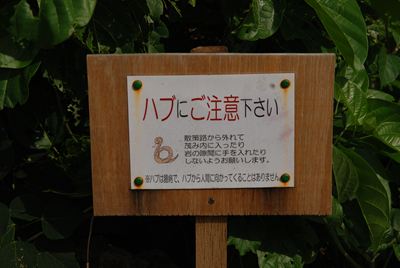 ハブにご注意下さい
散策路から外れて
茂み内に入ったり
岩の隙間に手を入れたり
しないようお願いします。
※ハブは臆病で、ハブから人間に向かってくることはありません